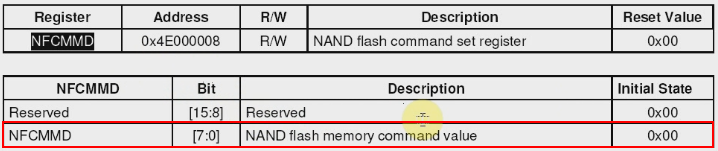 Register Address R/W Description Reset Value
NFCMMD 0x4E000008 R/W NAND flash command set register 0x00
NFCMMD Bit Description Initial State
Reserved [15:8] Reserved 0x00
NFCMMD [7:0] NAND flash memory command value 0x00